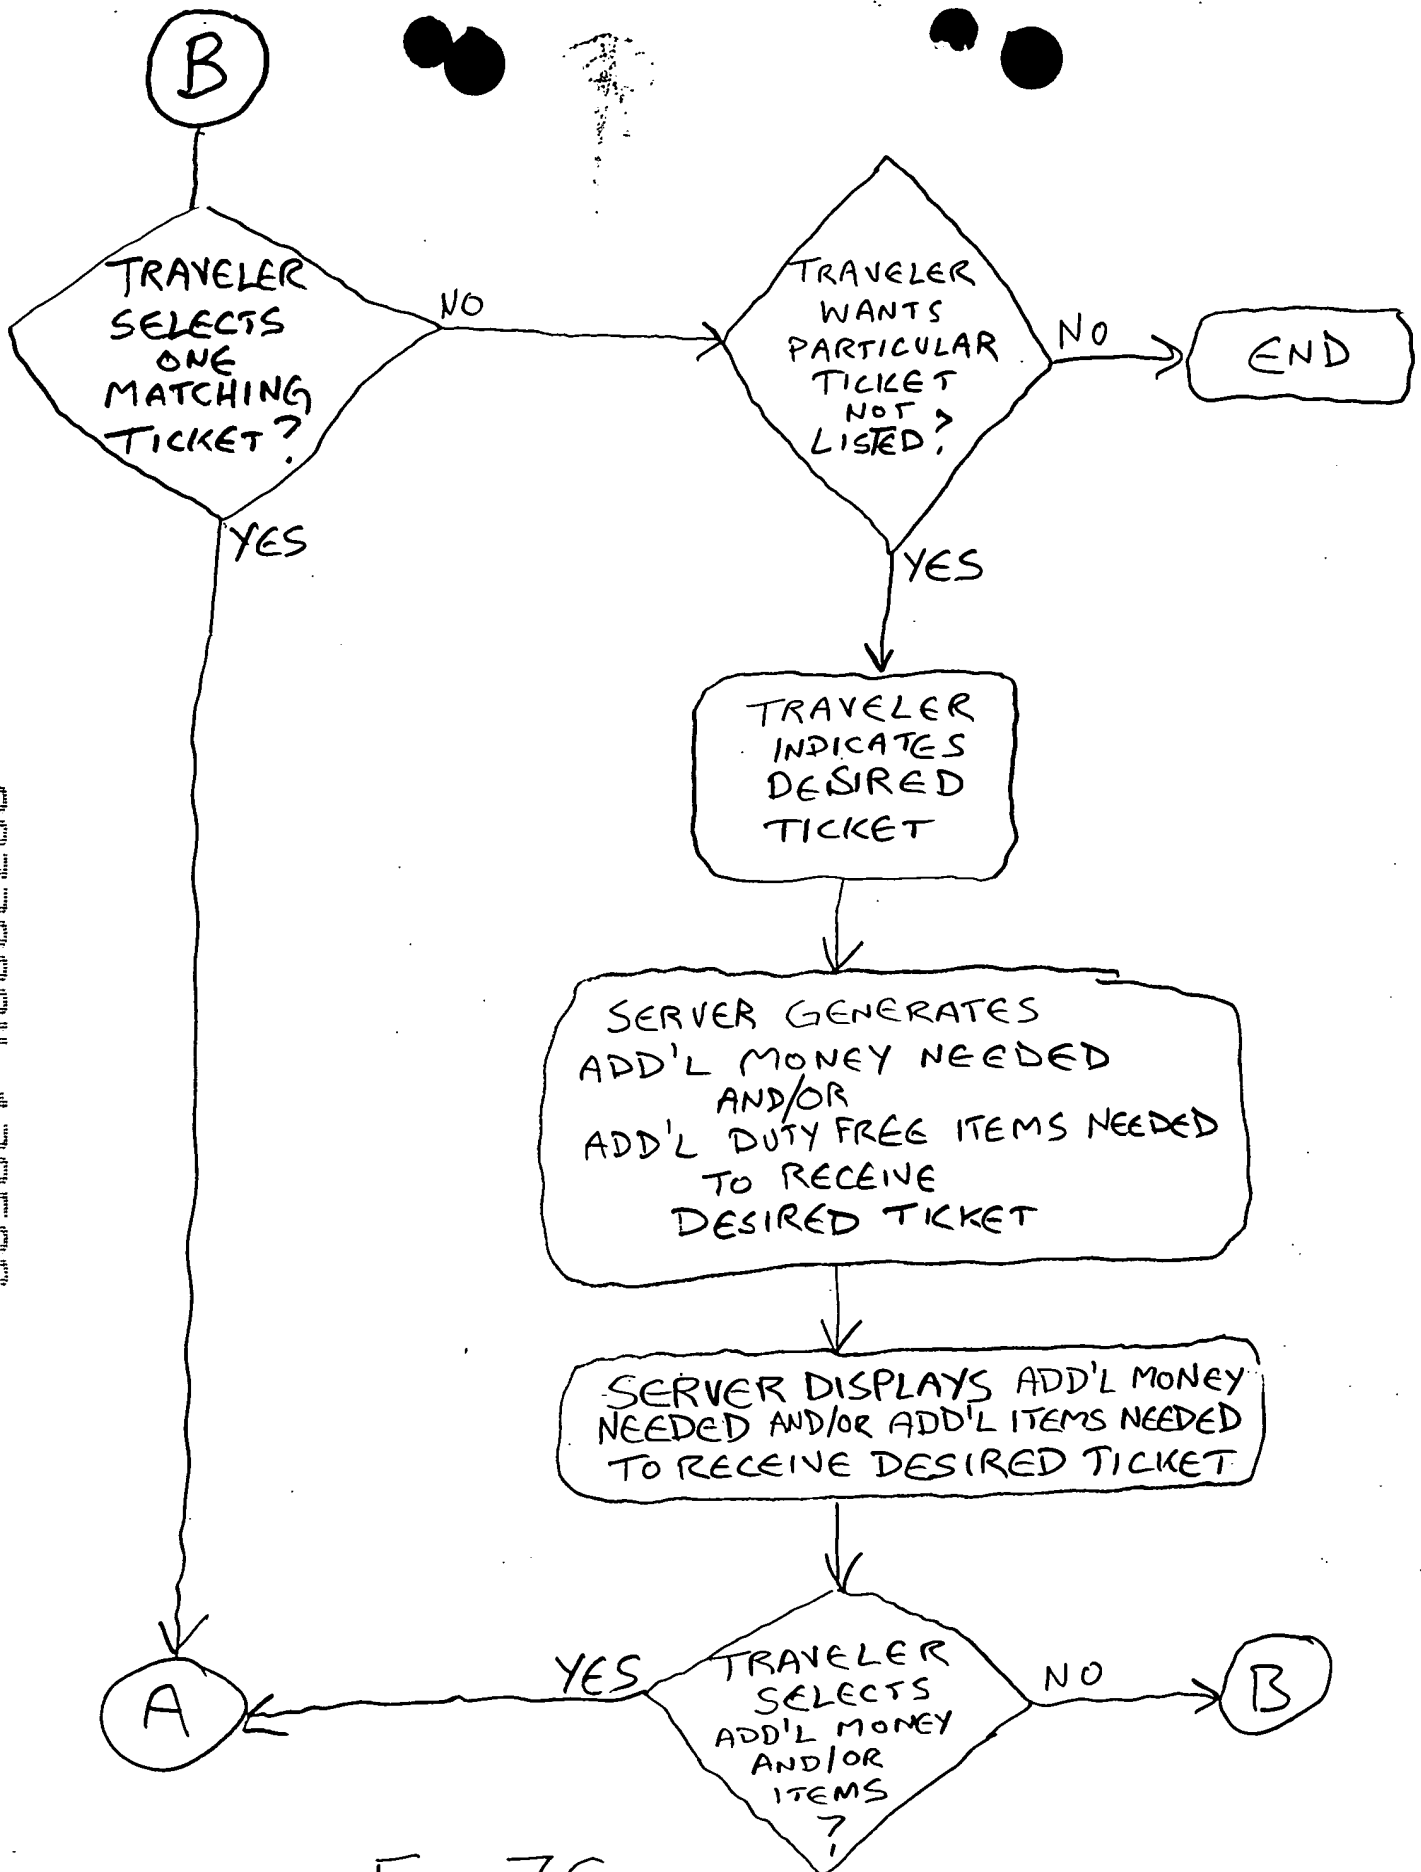 B
TRAVELER
SELECTS
ONE
MATCHING
TICKET?
NO
YES
TRAVELER
WANTS
PARTICULAR
TICKET
NOT
LISTED?
NO
END
YES
TRAVELER
INDICATES
DESIRED
TICKET
SERVER GENERATES
ADD'L MONEY NEEDED
AND/OR
ADD'L DUTY FREE ITEMS NEEDED
TO RECEIVE
DESIRED TICKET
SERVER DISPLAYS ADD'L MONEY
NEEDED AND/OR ADD'L ITEMS NEEDED
TO RECEIVE DESIRED TICKET
TRAVELER
SELECTS
ADD'L MONEY
AND/OR
ITEMS
?
YES
NO
A
B